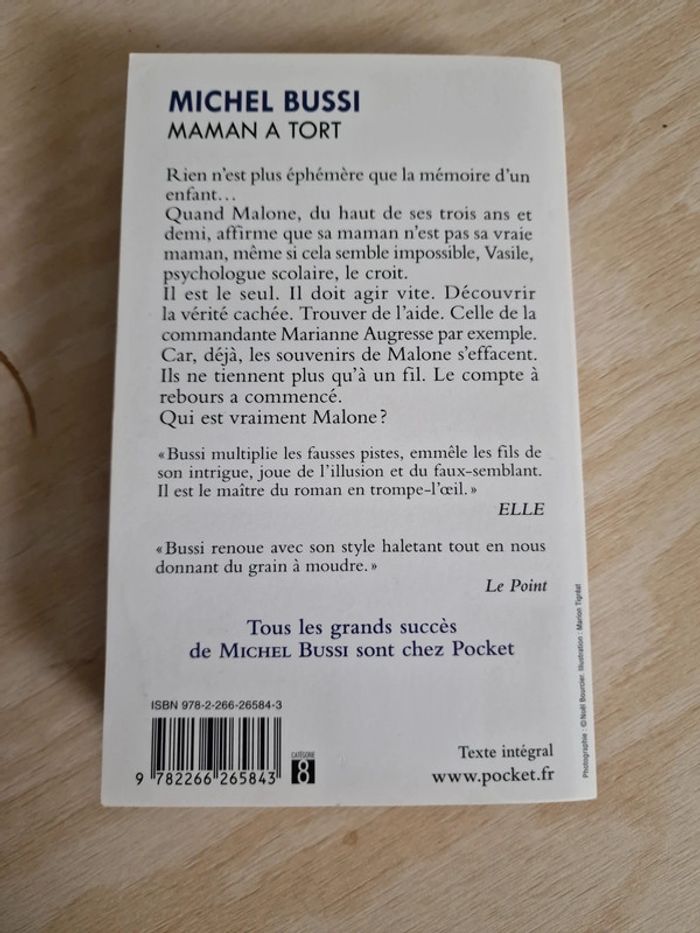 MICHEL BUSSI
MAMAN A TORT
Rien n'est plus éphémère que la mémoire d'un
enfant…
Quand Malone, du haut de ses trois ans et
demi, affirme que sa maman n'est pas sa vraie
maman, même si cela semble impossible, Vasile,
psychologue scolaire, le croit.
Il est le seul. Il doit agir vite. Découvrir
la vérité cachée. Trouver de l'aide. Celle de la
commandante Marianne Augresse par exemple.
Car, déjà, les souvenirs de Malone s'effacent.
Ils ne tiennent plus qu'à un fil. Le compte à
rebours a commencé.
Qui est vraiment Malone ?
« Bussi multiplie les fausses pistes, emmêle les fils de
son intrigue, joue de l'illusion et du faux-semblant.
Il est le maître du roman en trompe-l'œil. »
ELLE
« Bussi renoue avec son style haletant tout en nous
donnant du grain à moudre. »
Le Point
Tous les grands succès
de MICHEL BUSSI sont chez Pocket
ISBN 978-2-266-26584-3
9 782266 265843
CATÉGORIE
8
Texte intégral
www.pocket.fr
Photographie : © Noël Bourcier. Illustration : Marion Tigréat